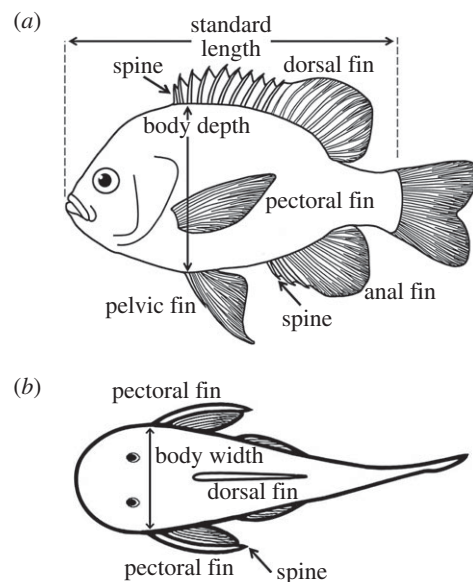 (a)
standard
length
spine
dorsal fin
body depth
pectoral fin
pelvic fin
anal fin
spine
(b)
pectoral fin
body width
dorsal fin
pectoral fin
spine